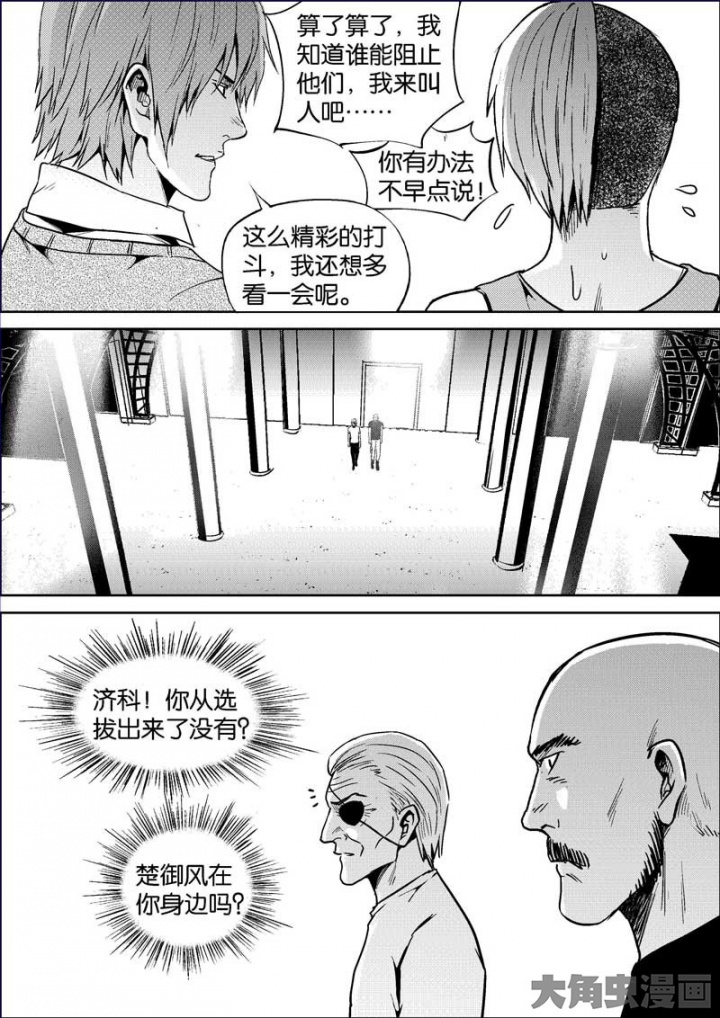 算了算了，我
知道谁能阻止
他们，我来叫
人吧……
你有办法
不早点说！
这么精彩的打
斗，我还想多
看一会呢。
济科！你从选
拔出来了没有？
楚御风在
你身边吗？
大角虫漫画